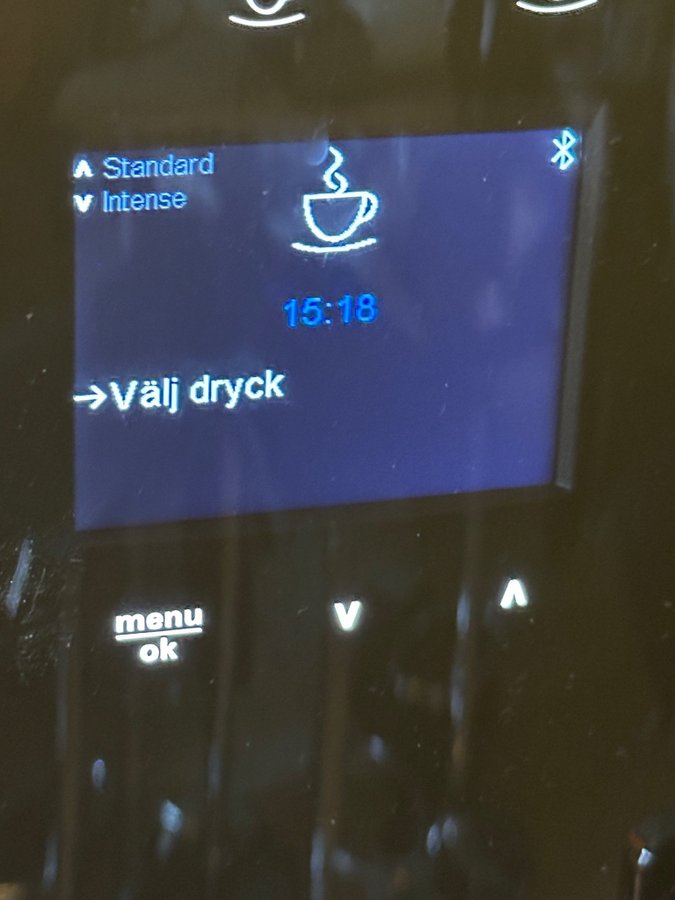 ∧ Standard
∨ Intense
15:18
→Välj dryck
menu
ok
∨
∧